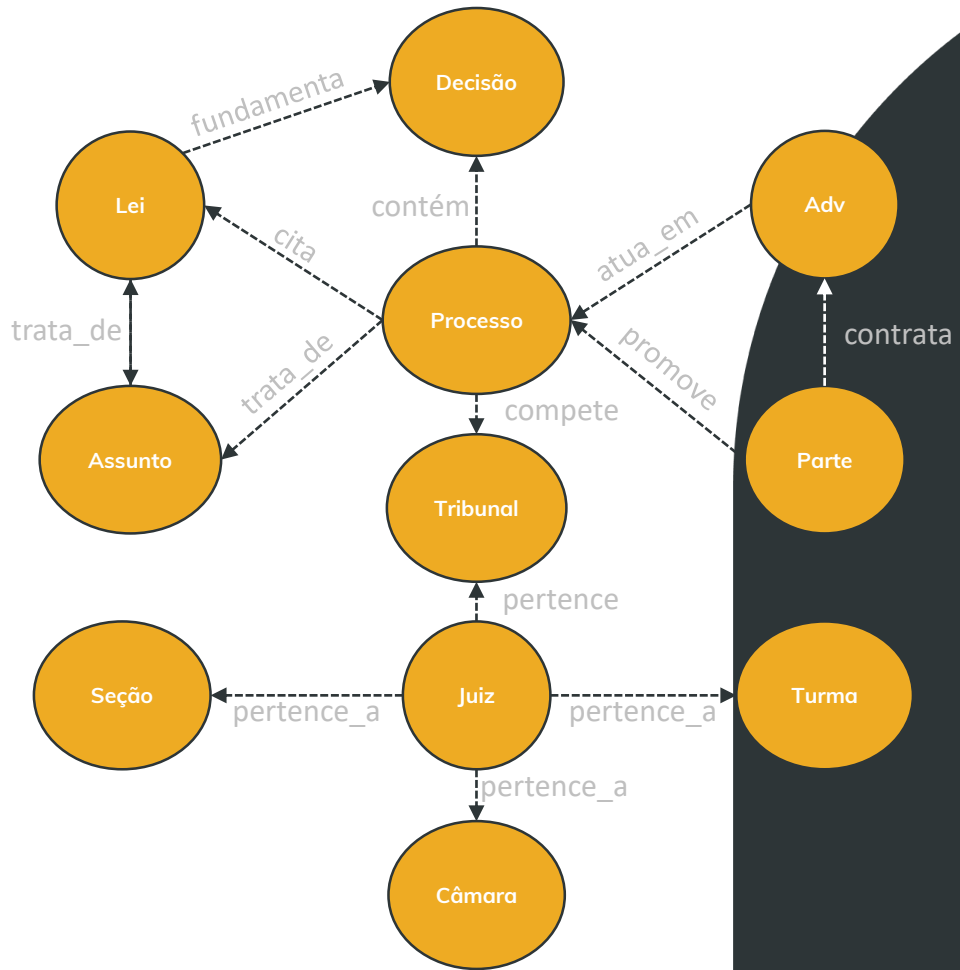 Decisão
fundamenta
Lei
contém
Adv
cita
atua_em
Processo
trata_de
trata_de
promove
contrata
compete
Assunto
Tribunal
Parte
pertence
Seção
pertence_a
Juiz
pertence_a
Turma
pertence_a
Câmara